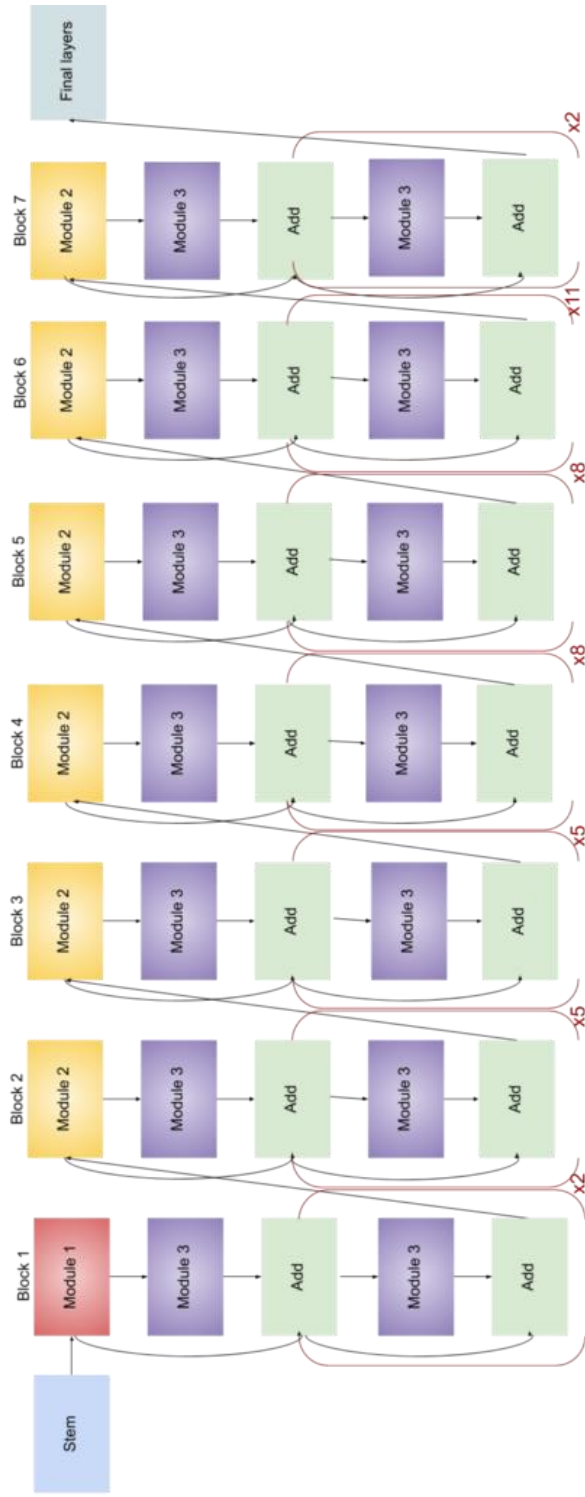 Stem
Block 1
Module 1
Module 3
Add
Module 3
Add
x2
Block 2
Module 2
Module 3
Add
Module 3
Add
x5
Block 3
Module 2
Module 3
Add
Module 3
Add
x5
Block 4
Module 2
Module 3
Add
Module 3
Add
x8
Block 5
Module 2
Module 3
Add
Module 3
Add
x8
Block 6
Module 2
Module 3
Add
Module 3
Add
x11
Block 7
Module 2
Module 3
Add
Module 3
Add
x2
Final layers